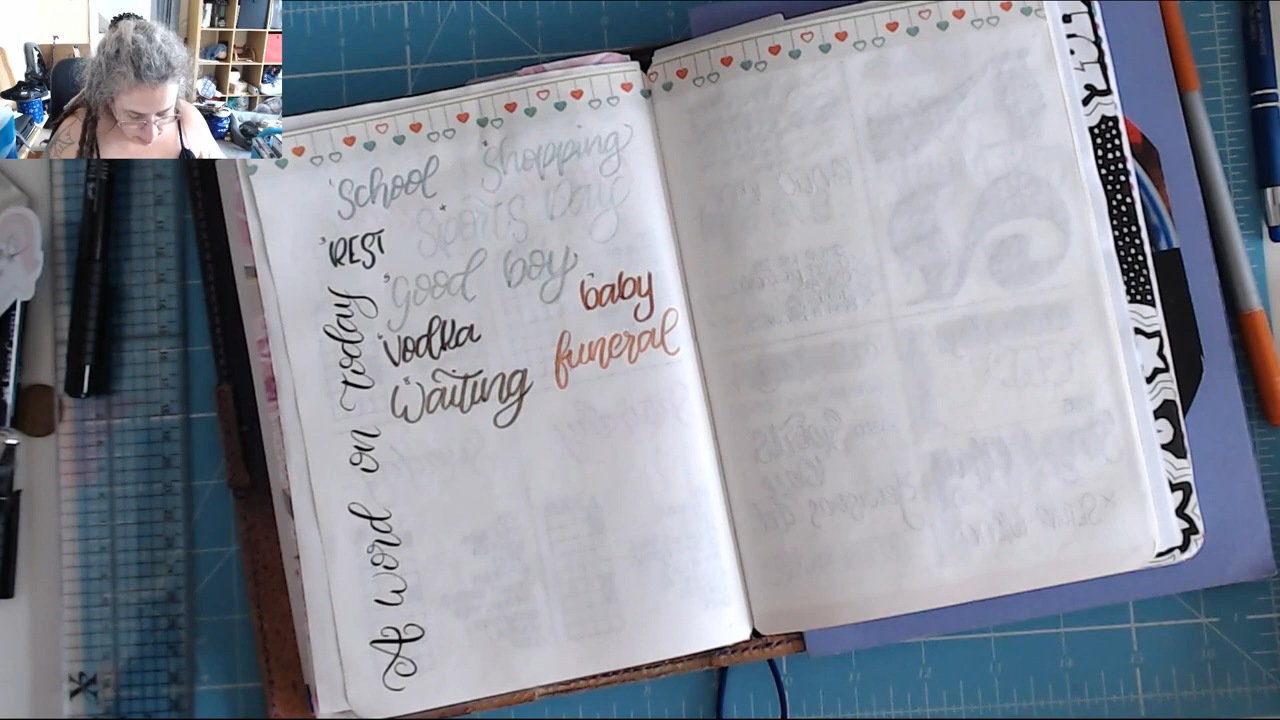 'School 'Shopping
'REST 'Sports Day
'Good boy
'Vodka 'baby
'Waiting funeral
A word on today